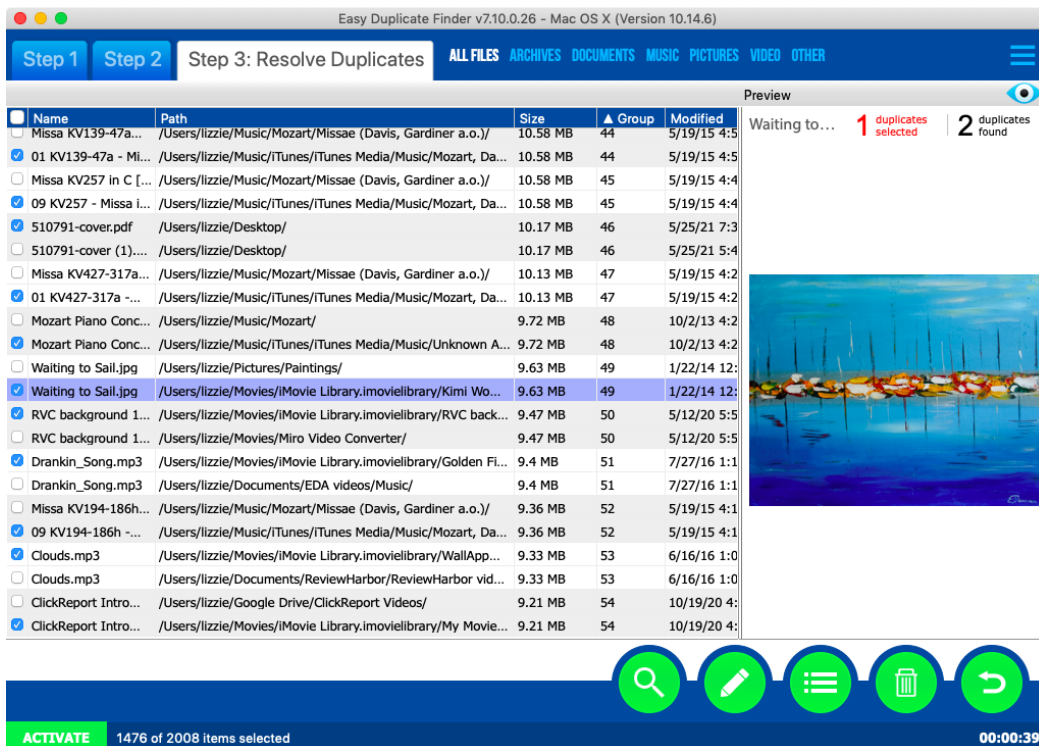 Easy Duplicate Finder v7.10.0.26 - Mac OS X (Version 10.14.6)
Step 1 Step 2 Step 3: Resolve Duplicates ALL FILES ARCHIVES DOCUMENTS MUSIC PICTURES VIDEO OTHER
Preview
Name Path Size ▲ Group Modified
Waiting to... 1 duplicates selected 2 duplicates found
Missa KV139-47a... /Users/lizzie/Music/Mozart/Missae (Davis, Gardiner a.o.)/ 10.58 MB 44 5/19/15 4:5
01 KV139-47a - Mi... /Users/lizzie/Music/iTunes/iTunes Media/Music/Mozart, Da... 10.58 MB 44 5/19/15 4:5
Missa KV257 in C [... /Users/lizzie/Music/Mozart/Missae (Davis, Gardiner a.o.)/ 10.58 MB 45 5/19/15 4:4
09 KV257 - Missa i... /Users/lizzie/Music/iTunes/iTunes Media/Music/Mozart, Da... 10.58 MB 45 5/19/15 4:4
510791-cover.pdf /Users/lizzie/Desktop/ 10.17 MB 46 5/25/21 7:3
510791-cover (1).... /Users/lizzie/Desktop/ 10.17 MB 46 5/25/21 5:4
Missa KV427-317a... /Users/lizzie/Music/Mozart/Missae (Davis, Gardiner a.o.)/ 10.13 MB 47 5/19/15 4:2
01 KV427-317a -... /Users/lizzie/Music/iTunes/iTunes Media/Music/Mozart, Da... 10.13 MB 47 5/19/15 4:2
Mozart Piano Conc... /Users/lizzie/Music/Mozart/ 9.72 MB 48 10/2/13 4:2
Mozart Piano Conc... /Users/lizzie/Music/iTunes/iTunes Media/Music/Unknown A... 9.72 MB 48 10/2/13 4:2
Waiting to Sail.jpg /Users/lizzie/Pictures/Paintings/ 9.63 MB 49 1/22/14 12:
Waiting to Sail.jpg /Users/lizzie/Movies/iMovie Library.imovielibrary/Kimi Wo... 9.63 MB 49 1/22/14 12:
RVC background 1... /Users/lizzie/Movies/iMovie Library.imovielibrary/RVC back... 9.47 MB 50 5/12/20 5:5
RVC background 1... /Users/lizzie/Movies/Miro Video Converter/ 9.47 MB 50 5/12/20 5:5
Drankin_Song.mp3 /Users/lizzie/Movies/iMovie Library.imovielibrary/Golden Fi... 9.4 MB 51 7/27/16 1:1
Drankin_Song.mp3 /Users/lizzie/Documents/EDA videos/Music/ 9.4 MB 51 7/27/16 1:1
Missa KV194-186h... /Users/lizzie/Music/Mozart/Missae (Davis, Gardiner a.o.)/ 9.36 MB 52 5/19/15 4:1
09 KV194-186h -... /Users/lizzie/Music/iTunes/iTunes Media/Music/Mozart, Da... 9.36 MB 52 5/19/15 4:1
Clouds.mp3 /Users/lizzie/Movies/iMovie Library.imovielibrary/WallApp... 9.33 MB 53 6/16/16 1:0
Clouds.mp3 /Users/lizzie/Documents/ReviewHarbor/ReviewHarbor vid... 9.33 MB 53 6/16/16 1:0
ClickReport Intro... /Users/lizzie/Google Drive/ClickReport Videos/ 9.21 MB 54 10/19/20 4:
ClickReport Intro... /Users/lizzie/Movies/iMovie Library.imovielibrary/My Movie... 9.21 MB 54 10/19/20 4:
ACTIVATE 1476 of 2008 items selected 00:00:39